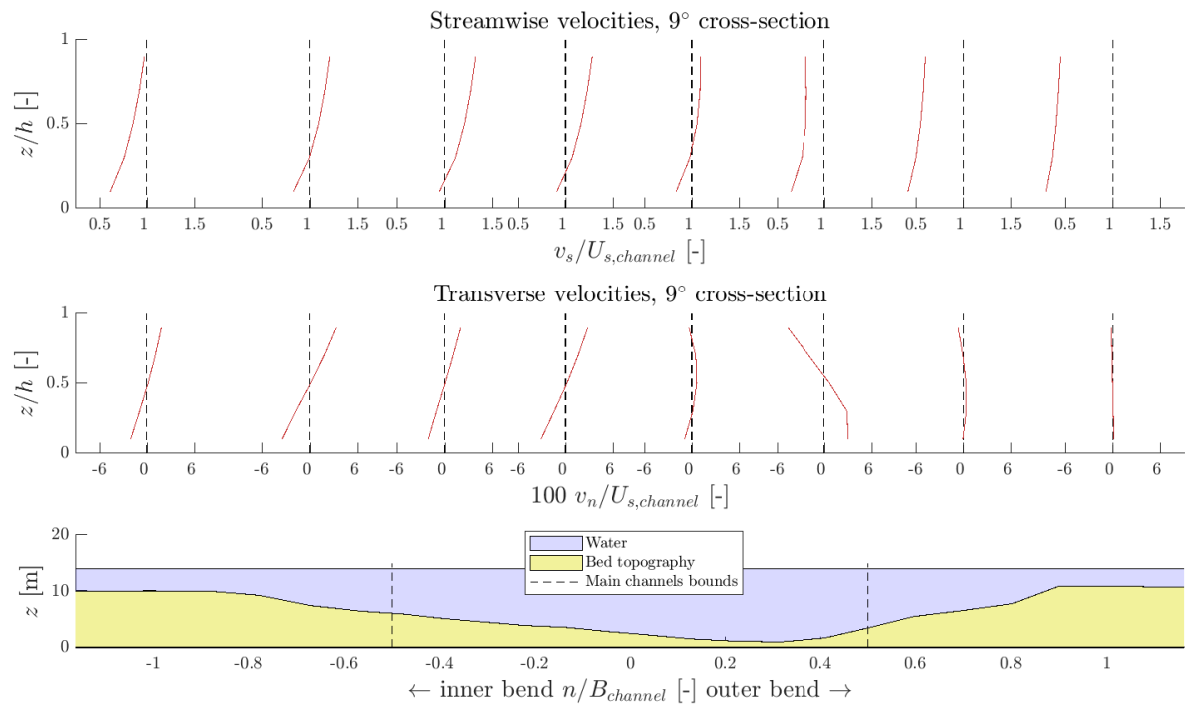 Streamwise velocities, 9° cross-section
1
0.5
0
z/h [-]
0.5 1 1.5 0.5 1 1.5 0.5 1 1.5 0.5 1 1.5 0.5 1 1.5 0.5 1 1.5 0.5 1 1.5 0.5 1 1.5
v_s/U_{s,channel} [-]
Transverse velocities, 9° cross-section
1
0.5
0
z/h [-]
-6 0 6 -6 0 6 -6 0 6 -6 0 6 -6 0 6 -6 0 6 -6 0 6 -6 0 6
100 v_n/U_{s,channel} [-]
20
10
0
z [m]
Water
Bed topography
Main channels bounds
-1 -0.8 -0.6 -0.4 -0.2 0 0.2 0.4 0.6 0.8 1
← inner bend n/B_{channel} [-] outer bend →